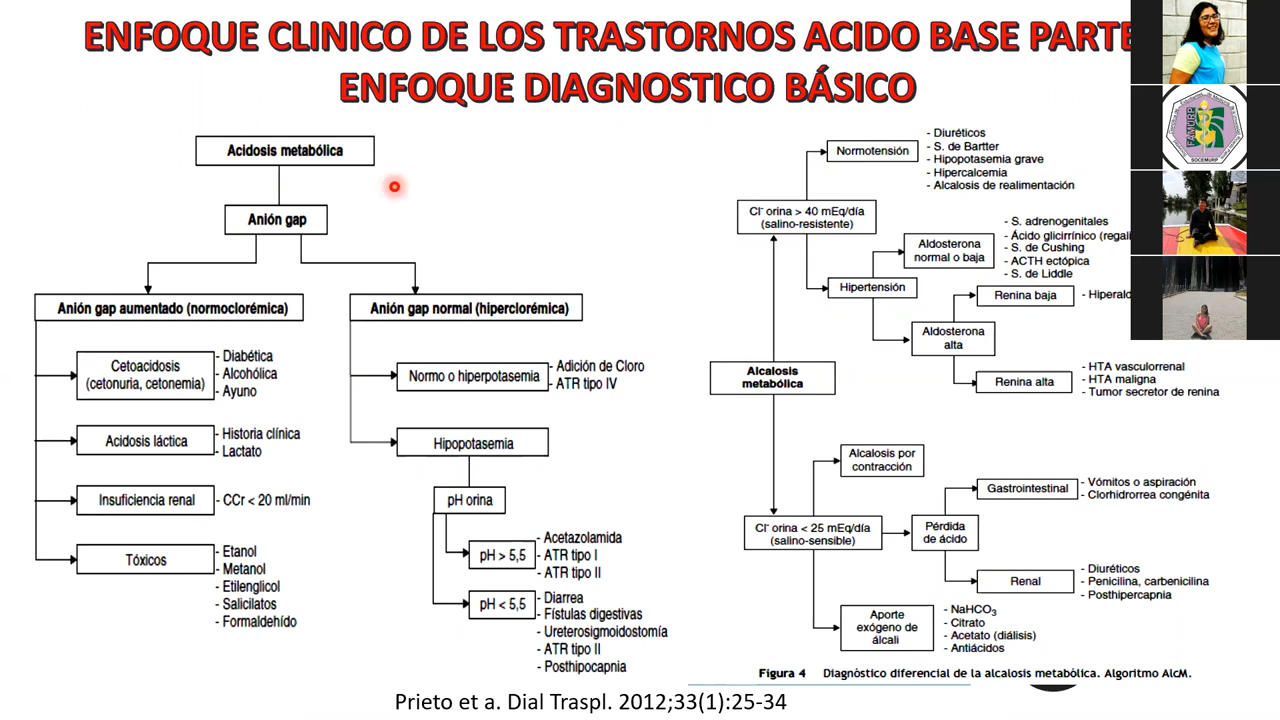 ENFOQUE CLINICO DE LOS TRASTORNOS ACIDO BASE PARTE
ENFOQUE DIAGNOSTICO BÁSICO
Acidosis metabólica
Anión gap
Anión gap aumentado (normoclorémica)
Cetoacidosis
(cetonuria, cetonemia)
- Diabética
- Alcohólica
- Ayuno
Acidosis láctica
- Historia clínica
- Lactato
Insuficiencia renal
- CCr < 20 ml/min
Tóxicos
- Etanol
- Metanol
- Etilenglicol
- Salicilatos
- Formaldehído
Anión gap normal (hiperclorémica)
Normo o hiperpotasemia
- Adición de Cloro
- ATR tipo IV
Hipopotasemia
pH orina
pH > 5,5
- Acetazolamida
- ATR tipo I
- ATR tipo II
pH < 5,5
- Diarrea
- Fístulas digestivas
- Ureterosigmoidostomía
- ATR tipo II
- Posthipocapnia
Alcalosis
metabólica
Cl⁻ orina > 40 mEq/día
(salino-resistente)
Normotensión
- Diuréticos
- S. de Bartter
- Hipopotasemia grave
- Hipercalcemia
- Alcalosis de realimentación
Hipertensión
Aldosterona
normal o baja
- S. adrenogenitales
- Ácido glicirrínico (regali
- S. de Cushing
- ACTH ectópica
- S. de Liddle
Aldosterona
alta
Renina baja
- Hiperald
Renina alta
- HTA vasculorrenal
- HTA maligna
- Tumor secretor de renina
Cl⁻ orina < 25 mEq/día
(salino-sensible)
Alcalosis por
contracción
Pérdida
de ácido
Gastrointestinal
- Vómitos o aspiración
- Clorhidrorrea congénita
Renal
- Diuréticos
- Penicilina, carbenicilina
- Posthipercapnia
Aporte
exógeno de
álcali
- NaHCO₃
- Citrato
- Acetato (diálisis)
- Antiácidos
Figura 4 Diagnóstico diferencial de la alcalosis metabólica. Algoritmo AlcM.
Prieto et a. Dial Traspl. 2012;33(1):25-34
FAMURP
SOCEMURP